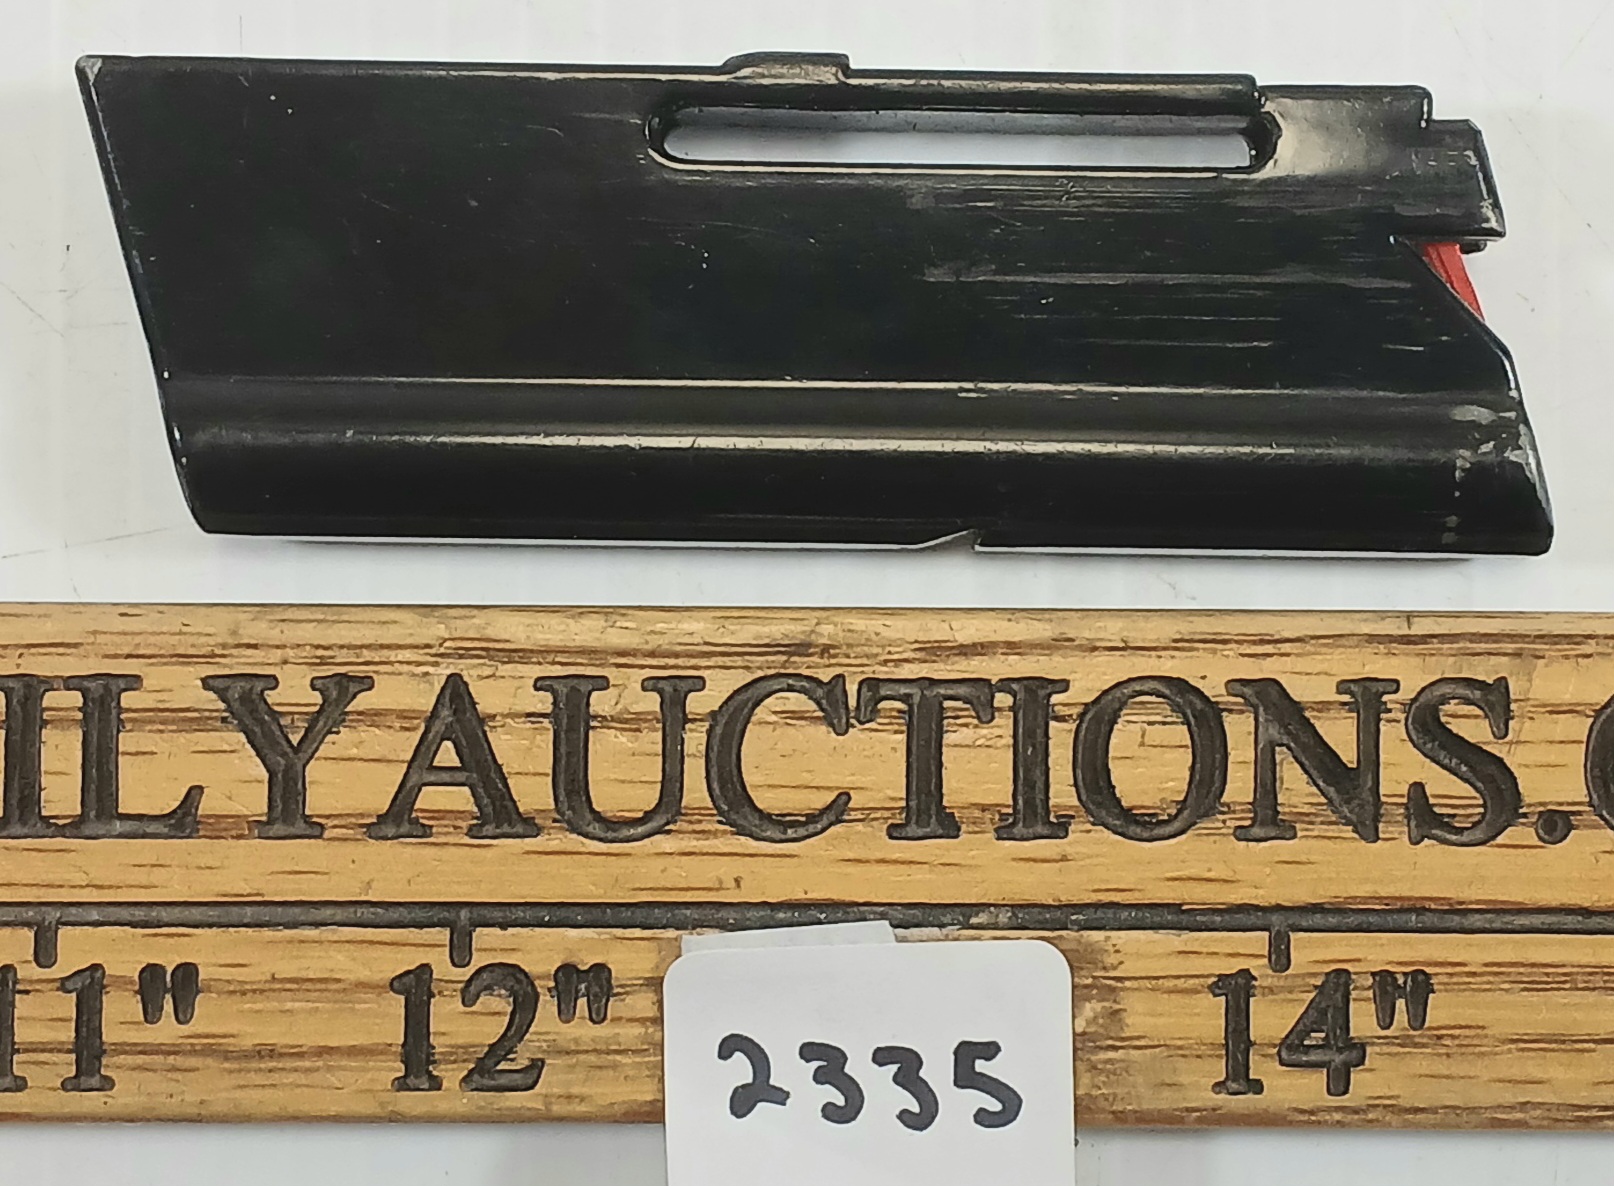 ILYAUCTIONS.C
11" 12" 14"
2335